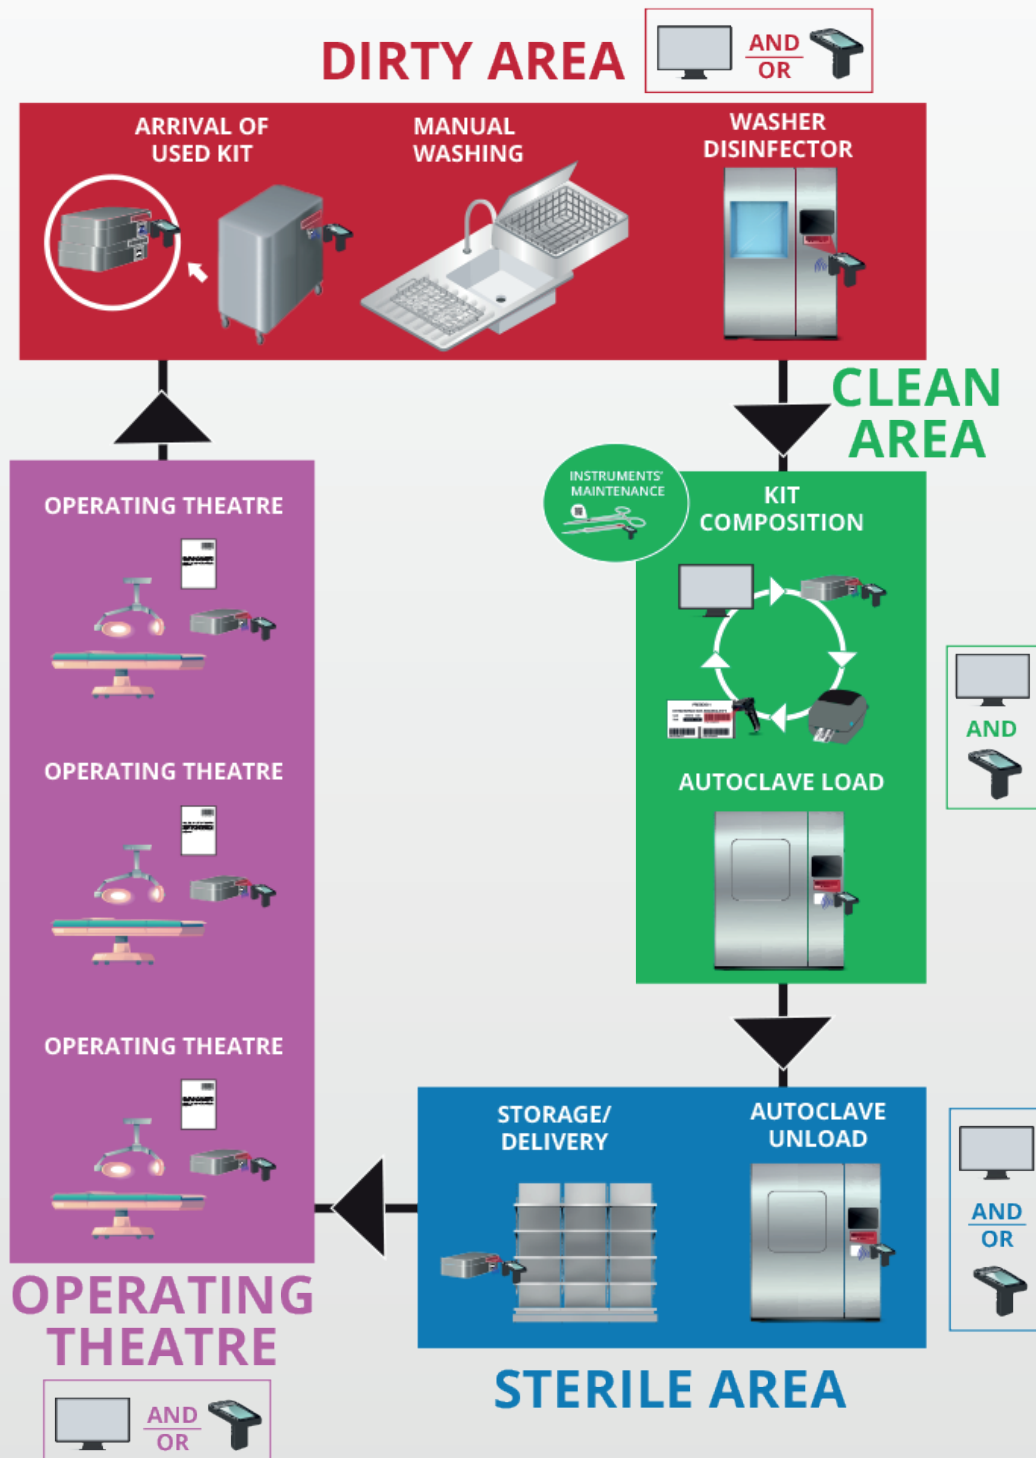 DIRTY AREA
AND
OR
ARRIVAL OF
USED KIT
MANUAL
WASHING
WASHER
DISINFECTOR
CLEAN
AREA
INSTRUMENTS'
MAINTENANCE
KIT
COMPOSITION
AUTOCLAVE LOAD
AND
OPERATING THEATRE
OPERATING THEATRE
OPERATING THEATRE
OPERATING
THEATRE
AND
OR
STORAGE/
DELIVERY
AUTOCLAVE
UNLOAD
AND
OR
STERILE AREA